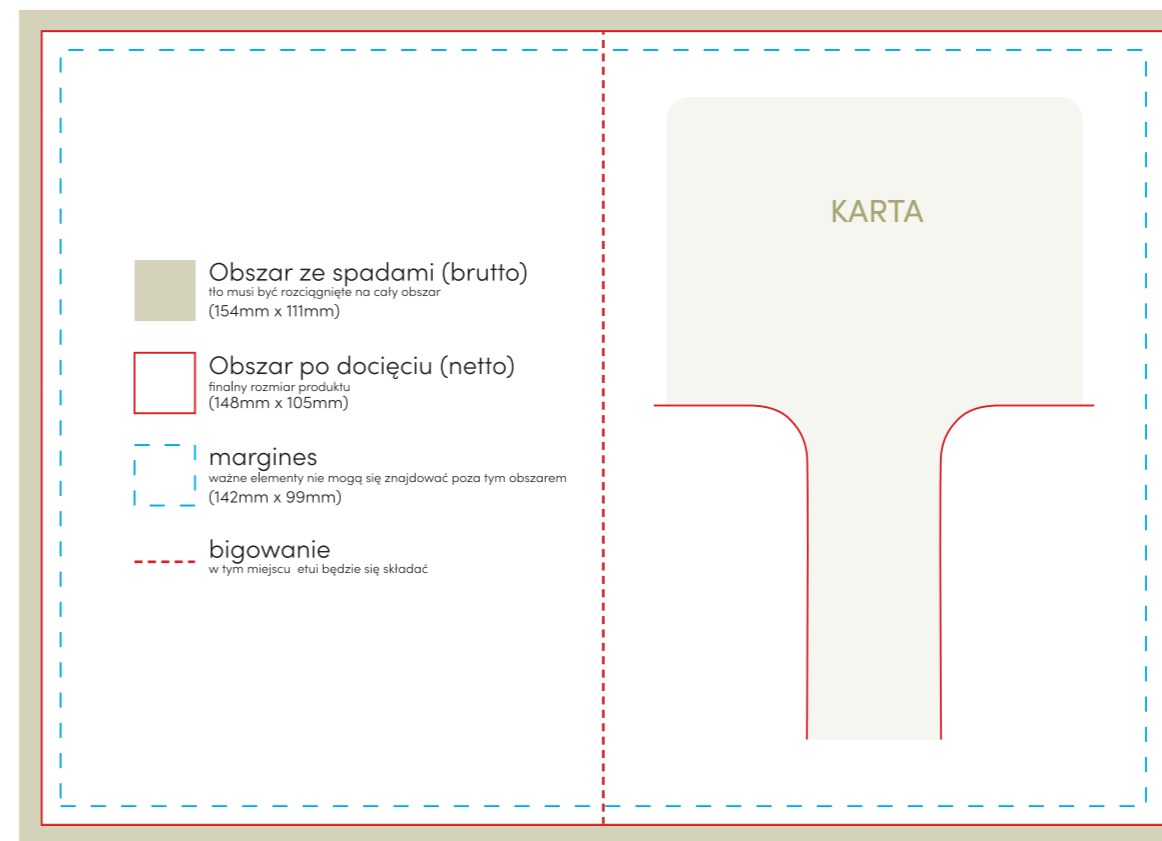 KARTA
Obszar ze spadami (brutto)
tło musi być rozciągnięte na cały obszar
(154mm x 111mm)
Obszar po docięciu (netto)
finalny rozmiar produktu
(148mm x 105mm)
margines
ważne elementy nie mogą się znajdować poza tym obszarem
(142mm x 99mm)
bigowanie
w tym miejscu etui będzie się składać